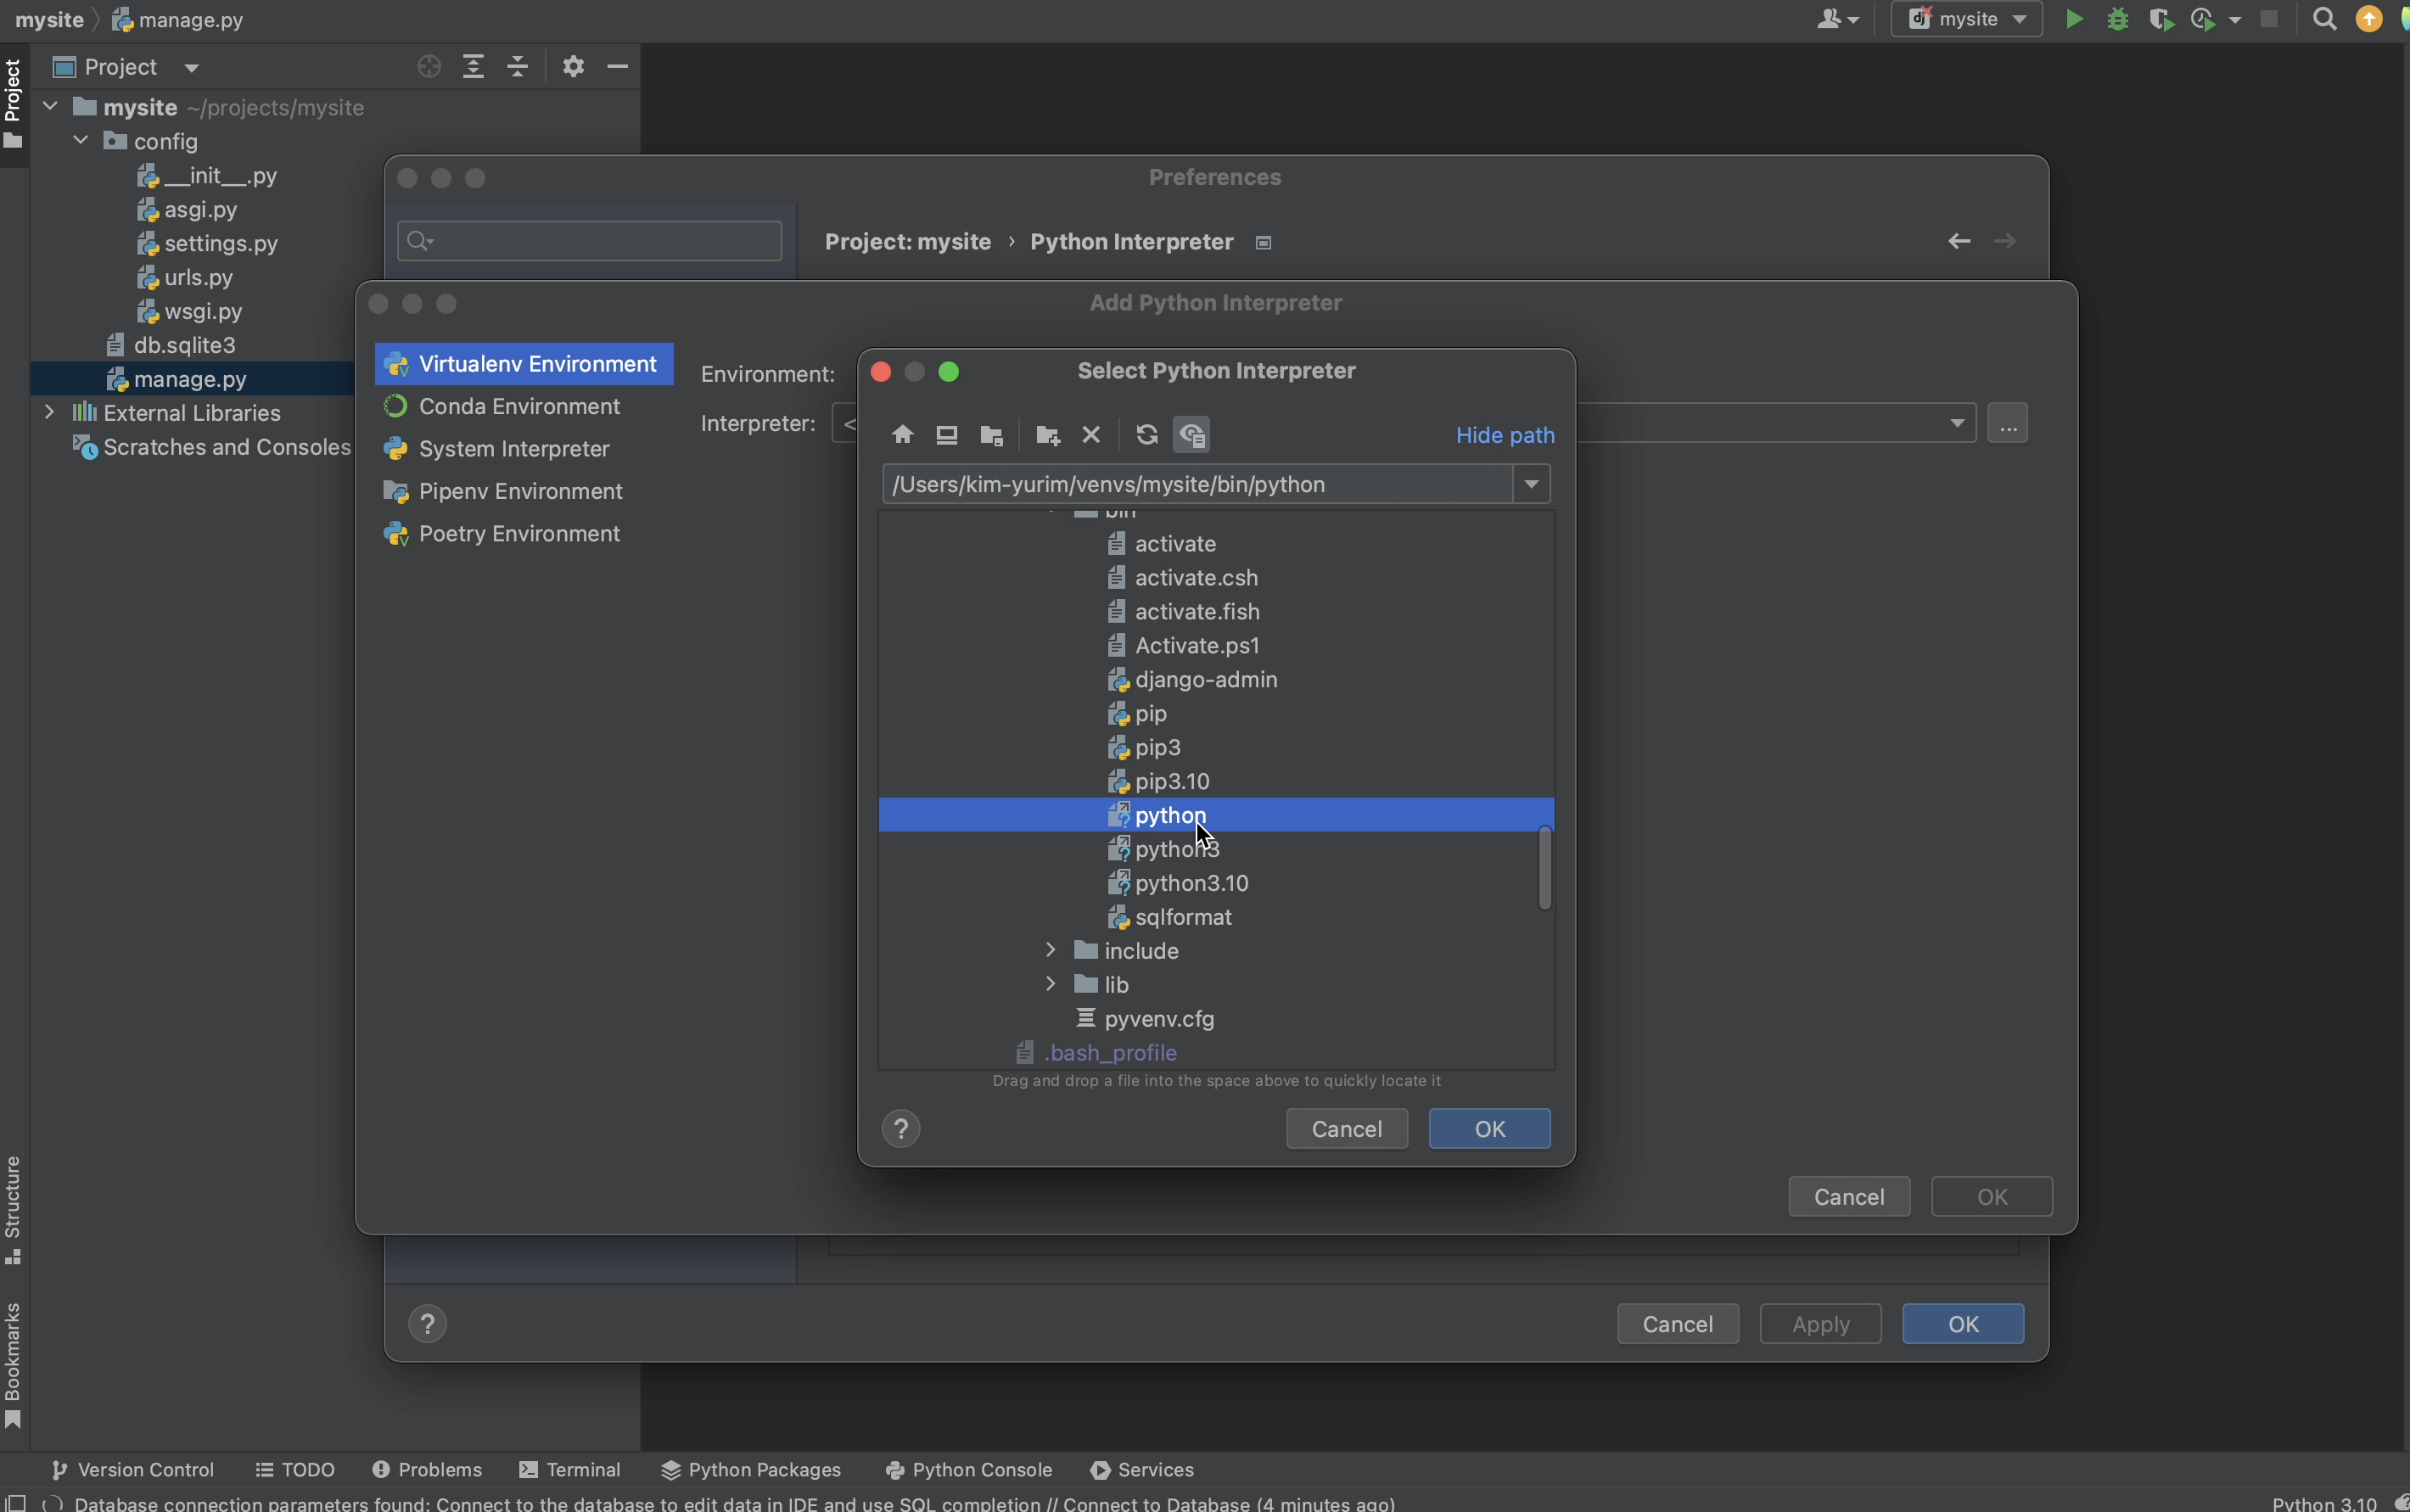 mysite manage.py
mysite
Project
Project
mysite ~/projects/mysite
config
__init__.py
asgi.py
settings.py
urls.py
wsgi.py
db.sqlite3
manage.py
External Libraries
Scratches and Consoles
Preferences
Project: mysite › Python Interpreter
Add Python Interpreter
Virtualenv Environment
Conda Environment
System Interpreter
Pipenv Environment
Poetry Environment
Environment:
Interpreter: <
...
Select Python Interpreter
Hide path
/Users/kim-yurim/venvs/mysite/bin/python
bin
activate
activate.csh
activate.fish
Activate.ps1
django-admin
pip
pip3
pip3.10
python
python3
python3.10
sqlformat
include
lib
pyvenv.cfg
.bash_profile
Drag and drop a file into the space above to quickly locate it
? Cancel OK
Cancel OK
? Cancel Apply OK
Structure
Bookmarks
Version Control TODO Problems Terminal Python Packages Python Console Services
Database connection parameters found: Connect to the database to edit data in IDE and use SQL completion // Connect to Database (4 minutes ago) Python 3.10